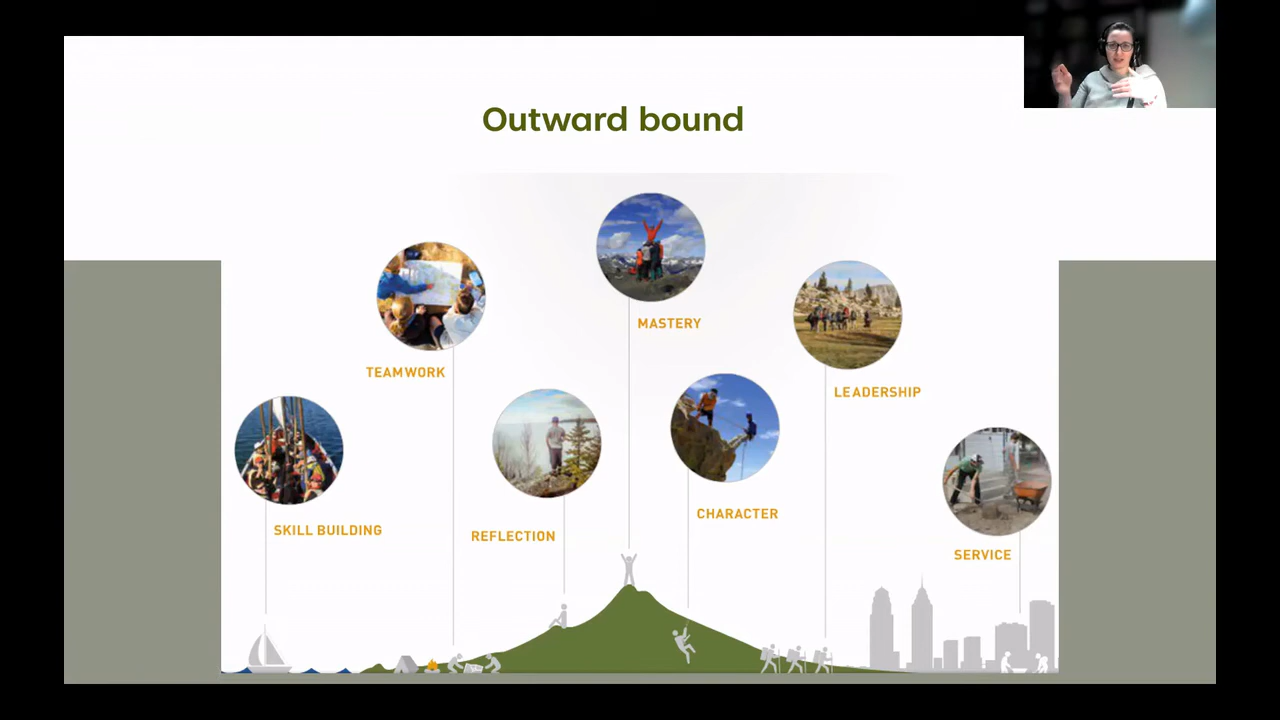 Outward bound
MASTERY
TEAMWORK
LEADERSHIP
CHARACTER
SKILL BUILDING
REFLECTION
SERVICE